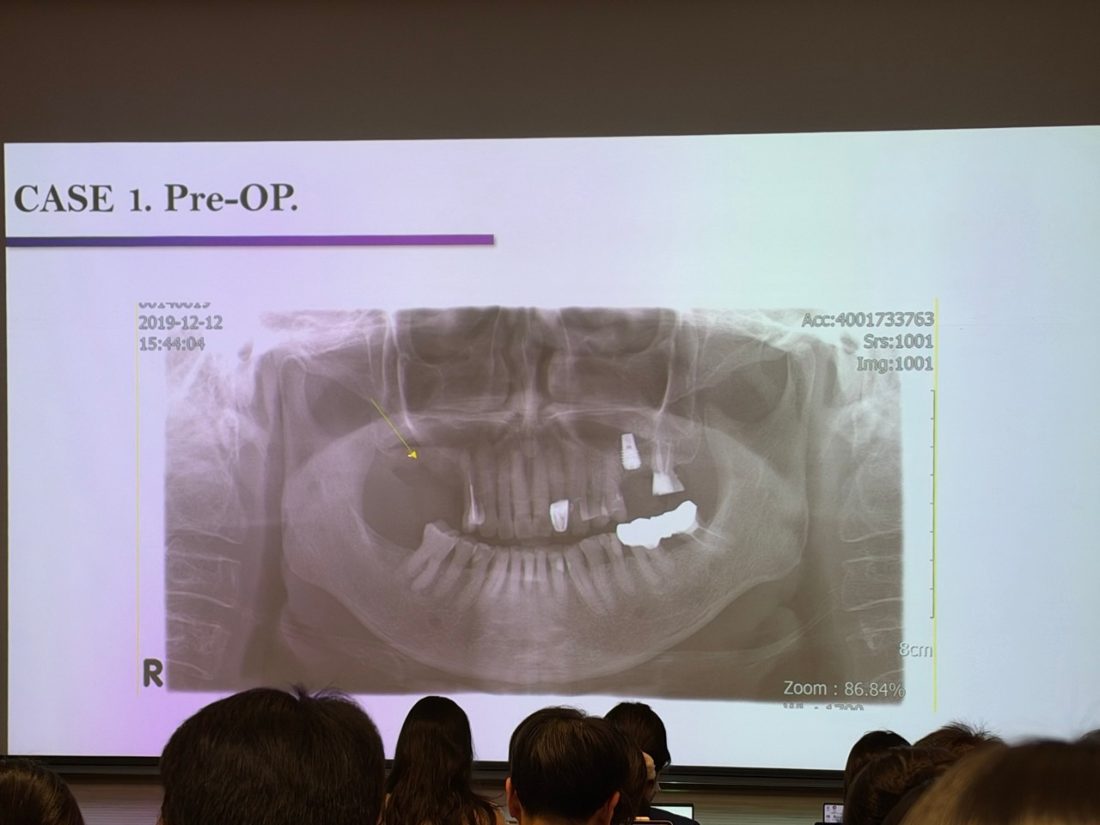 CASE 1. Pre-OP.
2019-12-12
15:44:04
Acc:4001733763
Srs:1001
Img:1001
R
8cm
Zoom : 86.84%